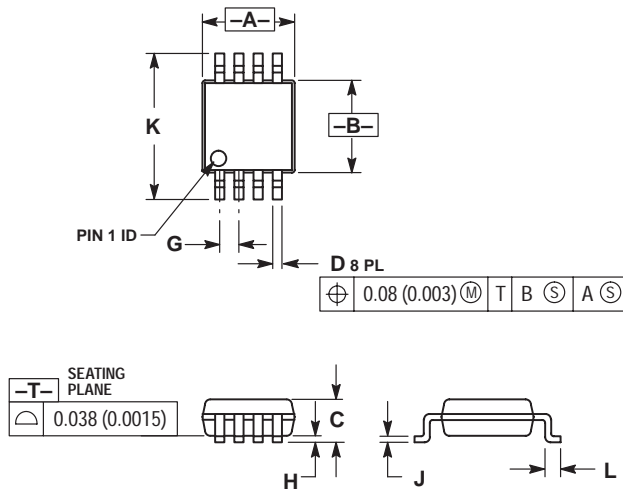 –A–
K
–B–
PIN 1 ID
G
D 8 PL
⌖ 0.08 (0.003) Ⓜ T B Ⓢ A Ⓢ
–T– SEATING
PLANE
⌓ 0.038 (0.0015)
C
H
J
L